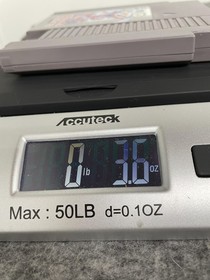 Accuteck
0 lb 3.6 oz
Max : 50LB d=0.1OZ